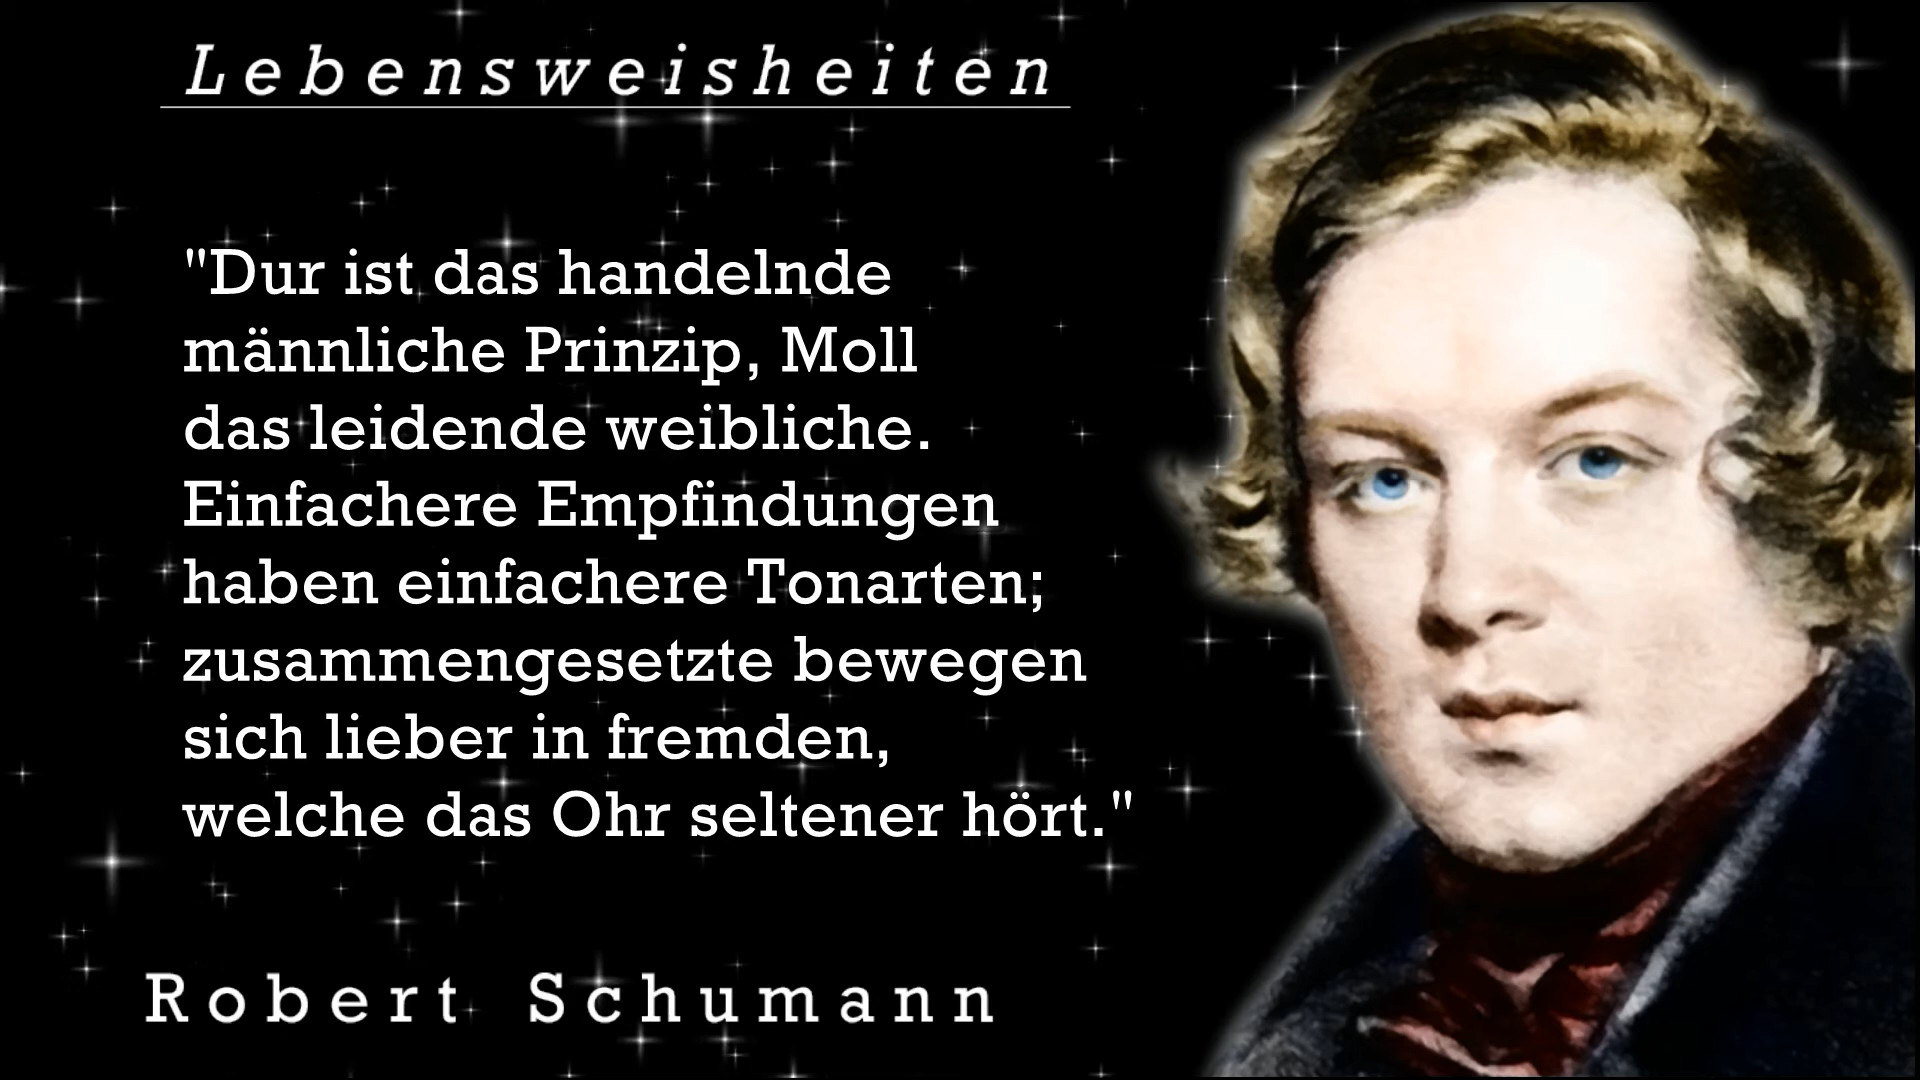 Lebensweisheiten
"Dur ist das handelnde
männliche Prinzip, Moll
das leidende weibliche.
Einfachere Empfindungen
haben einfachere Tonarten;
zusammengesetzte bewegen
sich lieber in fremden,
welche das Ohr seltener hört."
Robert Schumann